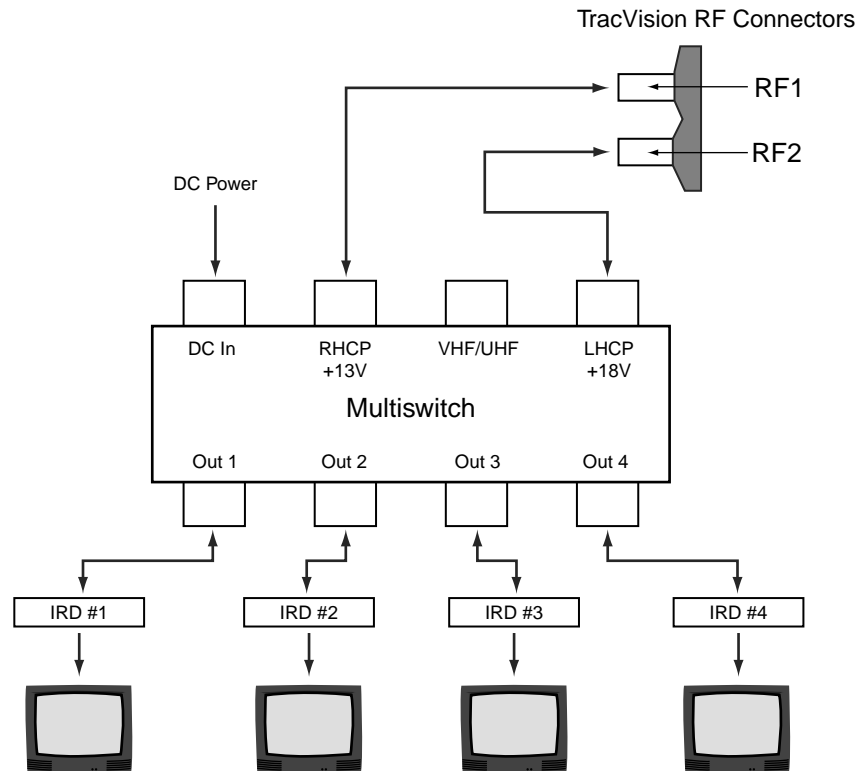 TracVision RF Connectors
RF1
RF2
DC Power
DC In
RHCP
+13V
VHF/UHF
LHCP
+18V
Multiswitch
Out 1
Out 2
Out 3
Out 4
IRD #1
IRD #2
IRD #3
IRD #4